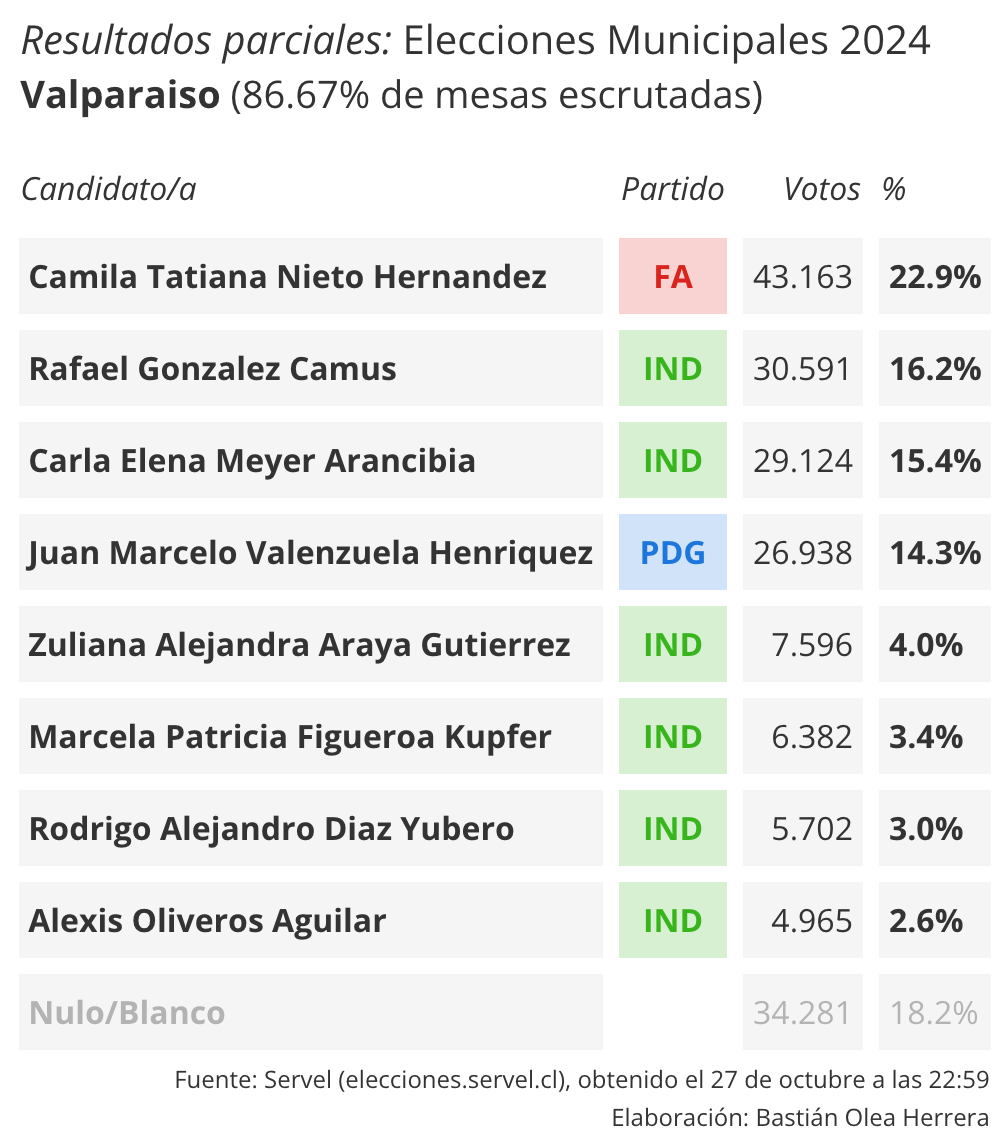 Resultados parciales: Elecciones Municipales 2024
Valparaiso (86.67% de mesas escrutadas)
Candidato/a Partido Votos %
Camila Tatiana Nieto Hernandez FA 43.163 22.9%
Rafael Gonzalez Camus IND 30.591 16.2%
Carla Elena Meyer Arancibia IND 29.124 15.4%
Juan Marcelo Valenzuela Henriquez PDG 26.938 14.3%
Zuliana Alejandra Araya Gutierrez IND 7.596 4.0%
Marcela Patricia Figueroa Kupfer IND 6.382 3.4%
Rodrigo Alejandro Diaz Yubero IND 5.702 3.0%
Alexis Oliveros Aguilar IND 4.965 2.6%
Nulo/Blanco 34.281 18.2%
Fuente: Servel (elecciones.servel.cl), obtenido el 27 de octubre a las 22:59
Elaboración: Bastián Olea Herrera